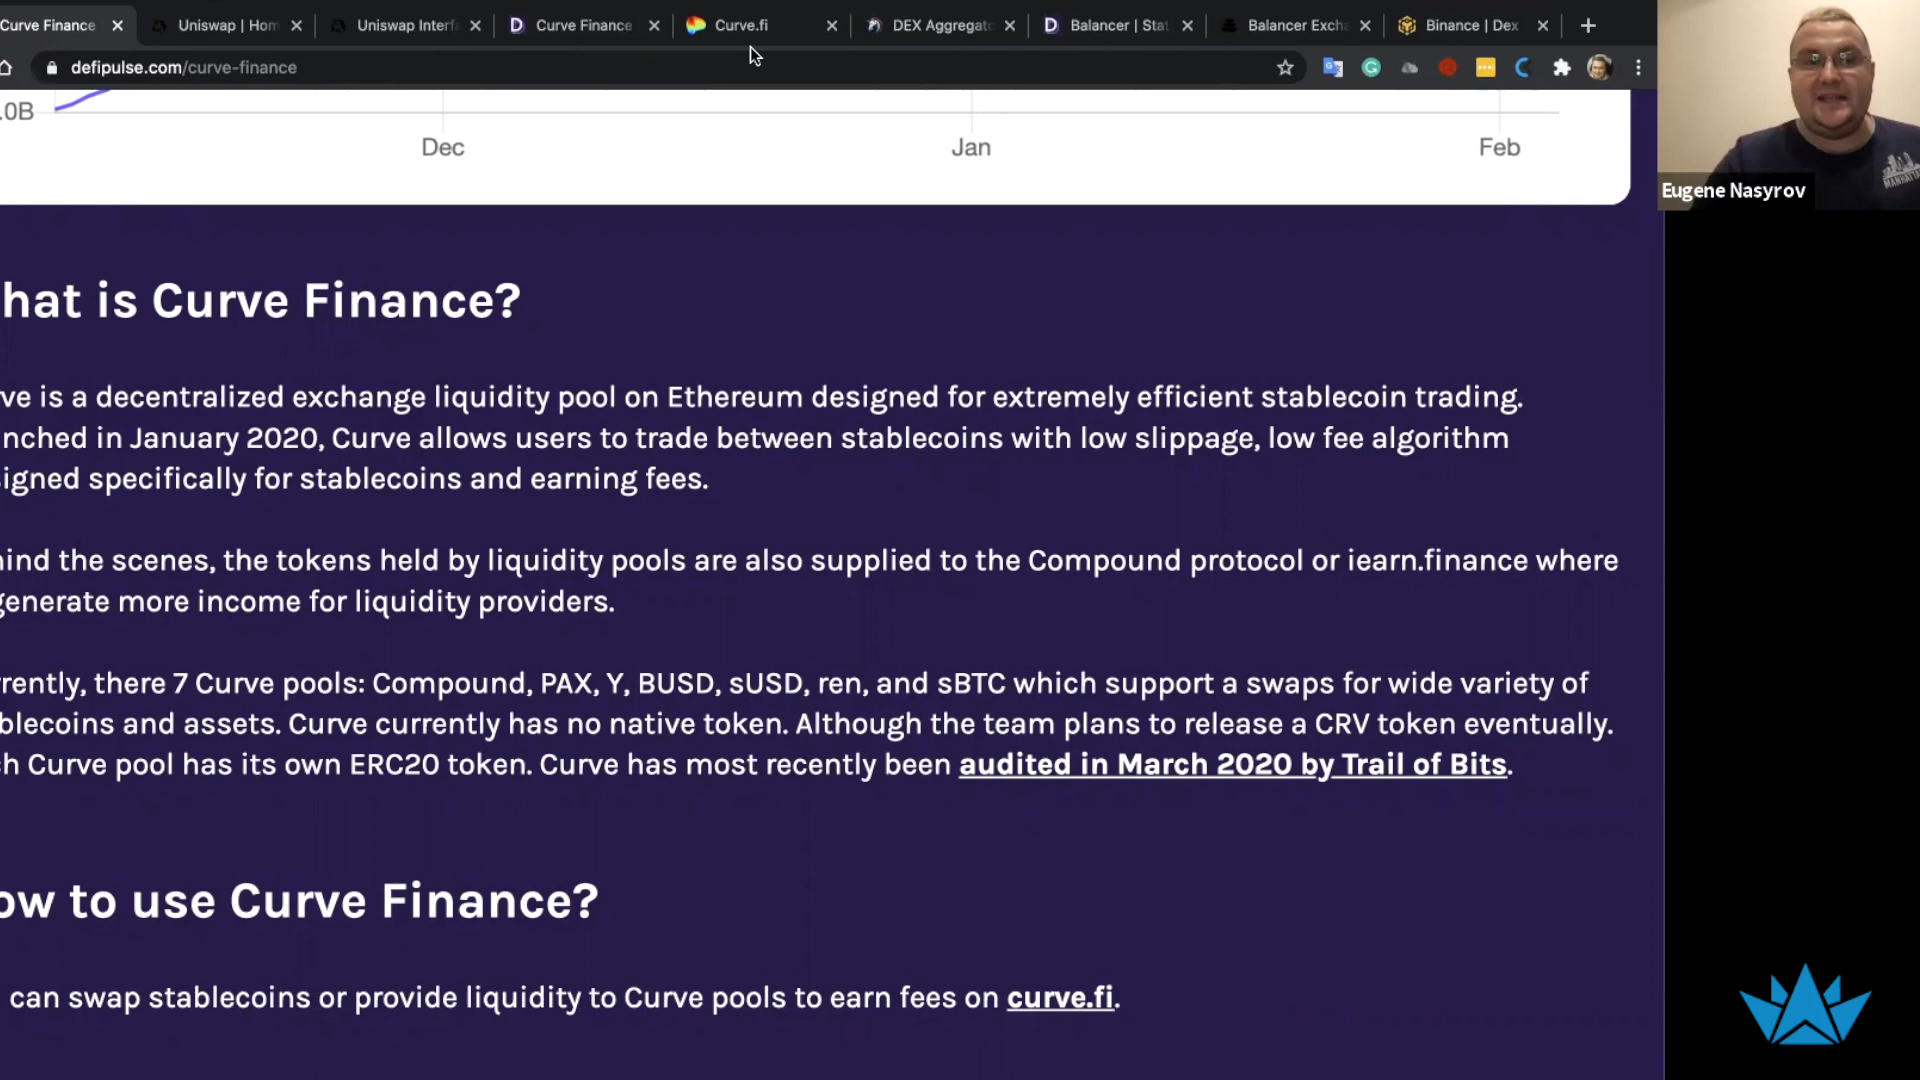 Curve Finance
Uniswap | Hom
Uniswap Interfa
Curve Finance
Curve.fi
DEX Aggregato
Balancer | Stat
Balancer Excha
Binance | Dex
defipulse.com/curve-finance
.0B
Dec
Jan
Feb
Eugene Nasyrov
MANHATTA
hat is Curve Finance?
ve is a decentralized exchange liquidity pool on Ethereum designed for extremely efficient stablecoin trading.
nched in January 2020, Curve allows users to trade between stablecoins with low slippage, low fee algorithm
igned specifically for stablecoins and earning fees.
ind the scenes, the tokens held by liquidity pools are also supplied to the Compound protocol or iearn.finance where
generate more income for liquidity providers.
rently, there 7 Curve pools: Compound, PAX, Y, BUSD, sUSD, ren, and sBTC which support a swaps for wide variety of
blecoins and assets. Curve currently has no native token. Although the team plans to release a CRV token eventually.
h Curve pool has its own ERC20 token. Curve has most recently been audited in March 2020 by Trail of Bits.
ow to use Curve Finance?
can swap stablecoins or provide liquidity to Curve pools to earn fees on curve.fi.